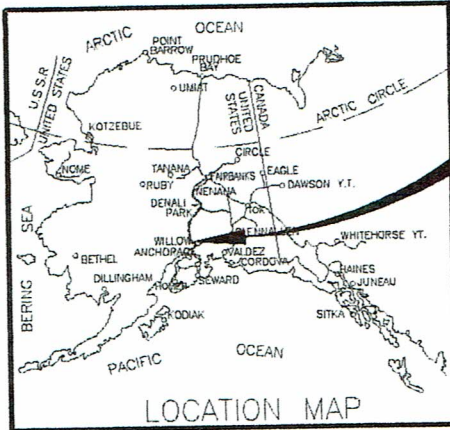 ARCTIC OCEAN
POINT BARROW
PRUDHOE BAY
UMIAT
U.S.S.R
UNITED STATES
UNITED STATES
CANADA
ARCTIC CIRCLE
KOTZEBUE
CIRCLE
NOME
TANANA
RUBY
FAIRBANKS
EAGLE
NENANA
DAWSON Y.T.
DENALI PARK
TOK
WILLOW
WHITEHORSE YT.
BERING SEA
BETHEL
VALDEZ
CORDOVA
DILLINGHAM
SEWARD
HAINES
JUNEAU
KODIAK
SITKA
PACIFIC OCEAN
LOCATION MAP